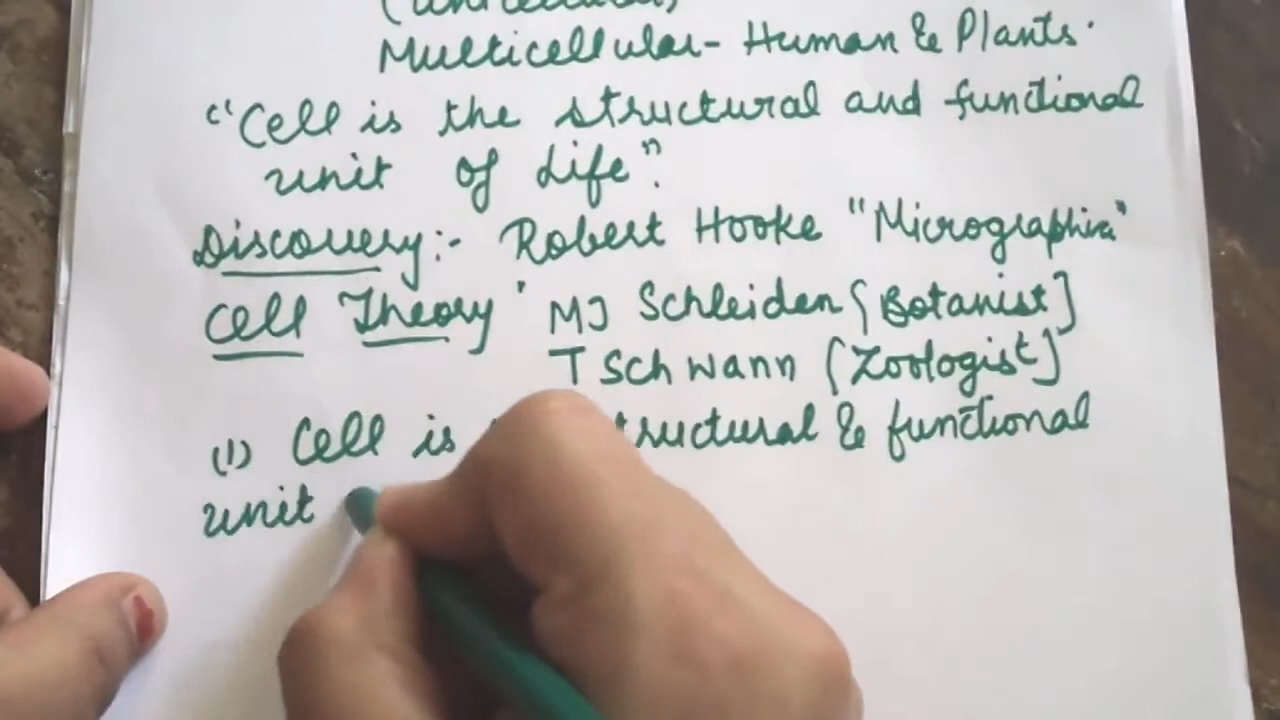 (Unicellular)
Multicellular- Human & Plants.
"Cell is the structural and functional
unit of Life".
Discovery:- Robert Hooke "Micrographia"
Cell Theory MJ Schleiden [Botanist]
T Schwann [Zoologist]
(1) Cell is structural & functional
unit